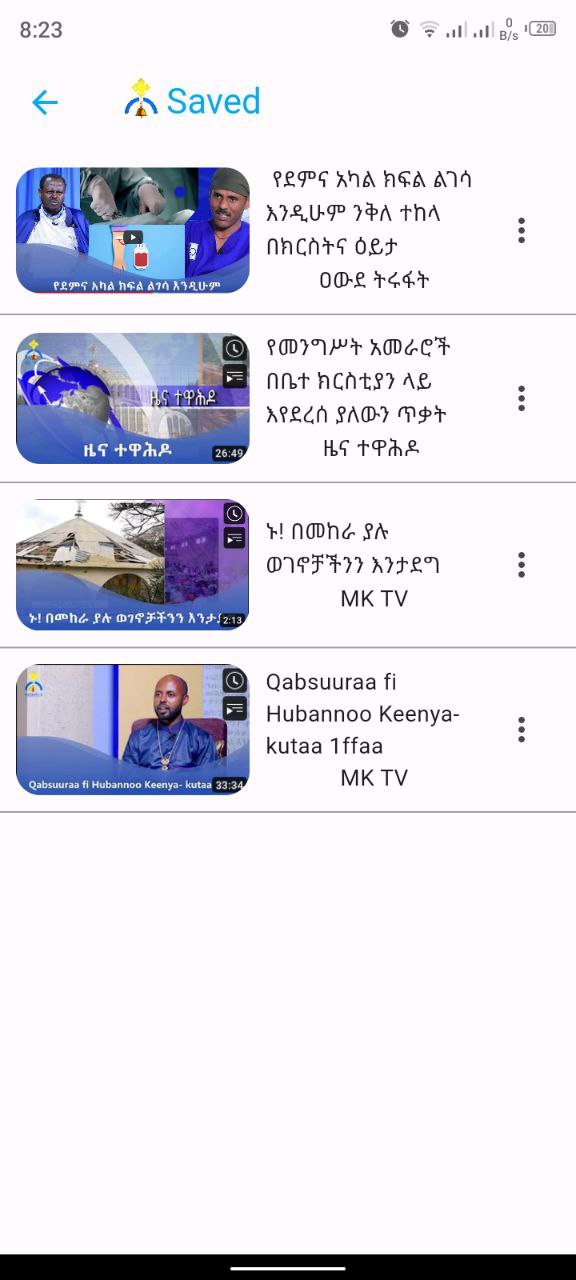 8:23
0
B/s
20
Saved
የደምና አካል ክፍል ልገሳ እንዲሁም
የደምና አካል ክፍል ልገሳ
እንዲሁም ንቅለ ተከላ
በክርስትና ዕይታ
ዐውደ ትሩፋት
ዜና ተዋሕዶ
ዜና ተዋሕዶ
26:49
የመንግሥት አመራሮች
በቤተ ክርስቲያን ላይ
እየደረሰ ያለውን ጥቃት
ዜና ተዋሕዶ
ኑ! በመከራ ያሉ ወገኖቻችንን እንታ
2:13
ኑ! በመከራ ያሉ
ወገኖቻችንን እንታደግ
MK TV
Qabsuuraa fi Hubannoo Keenya- kutaa
33:34
Qabsuuraa fi
Hubannoo Keenya-
kutaa 1ffaa
MK TV